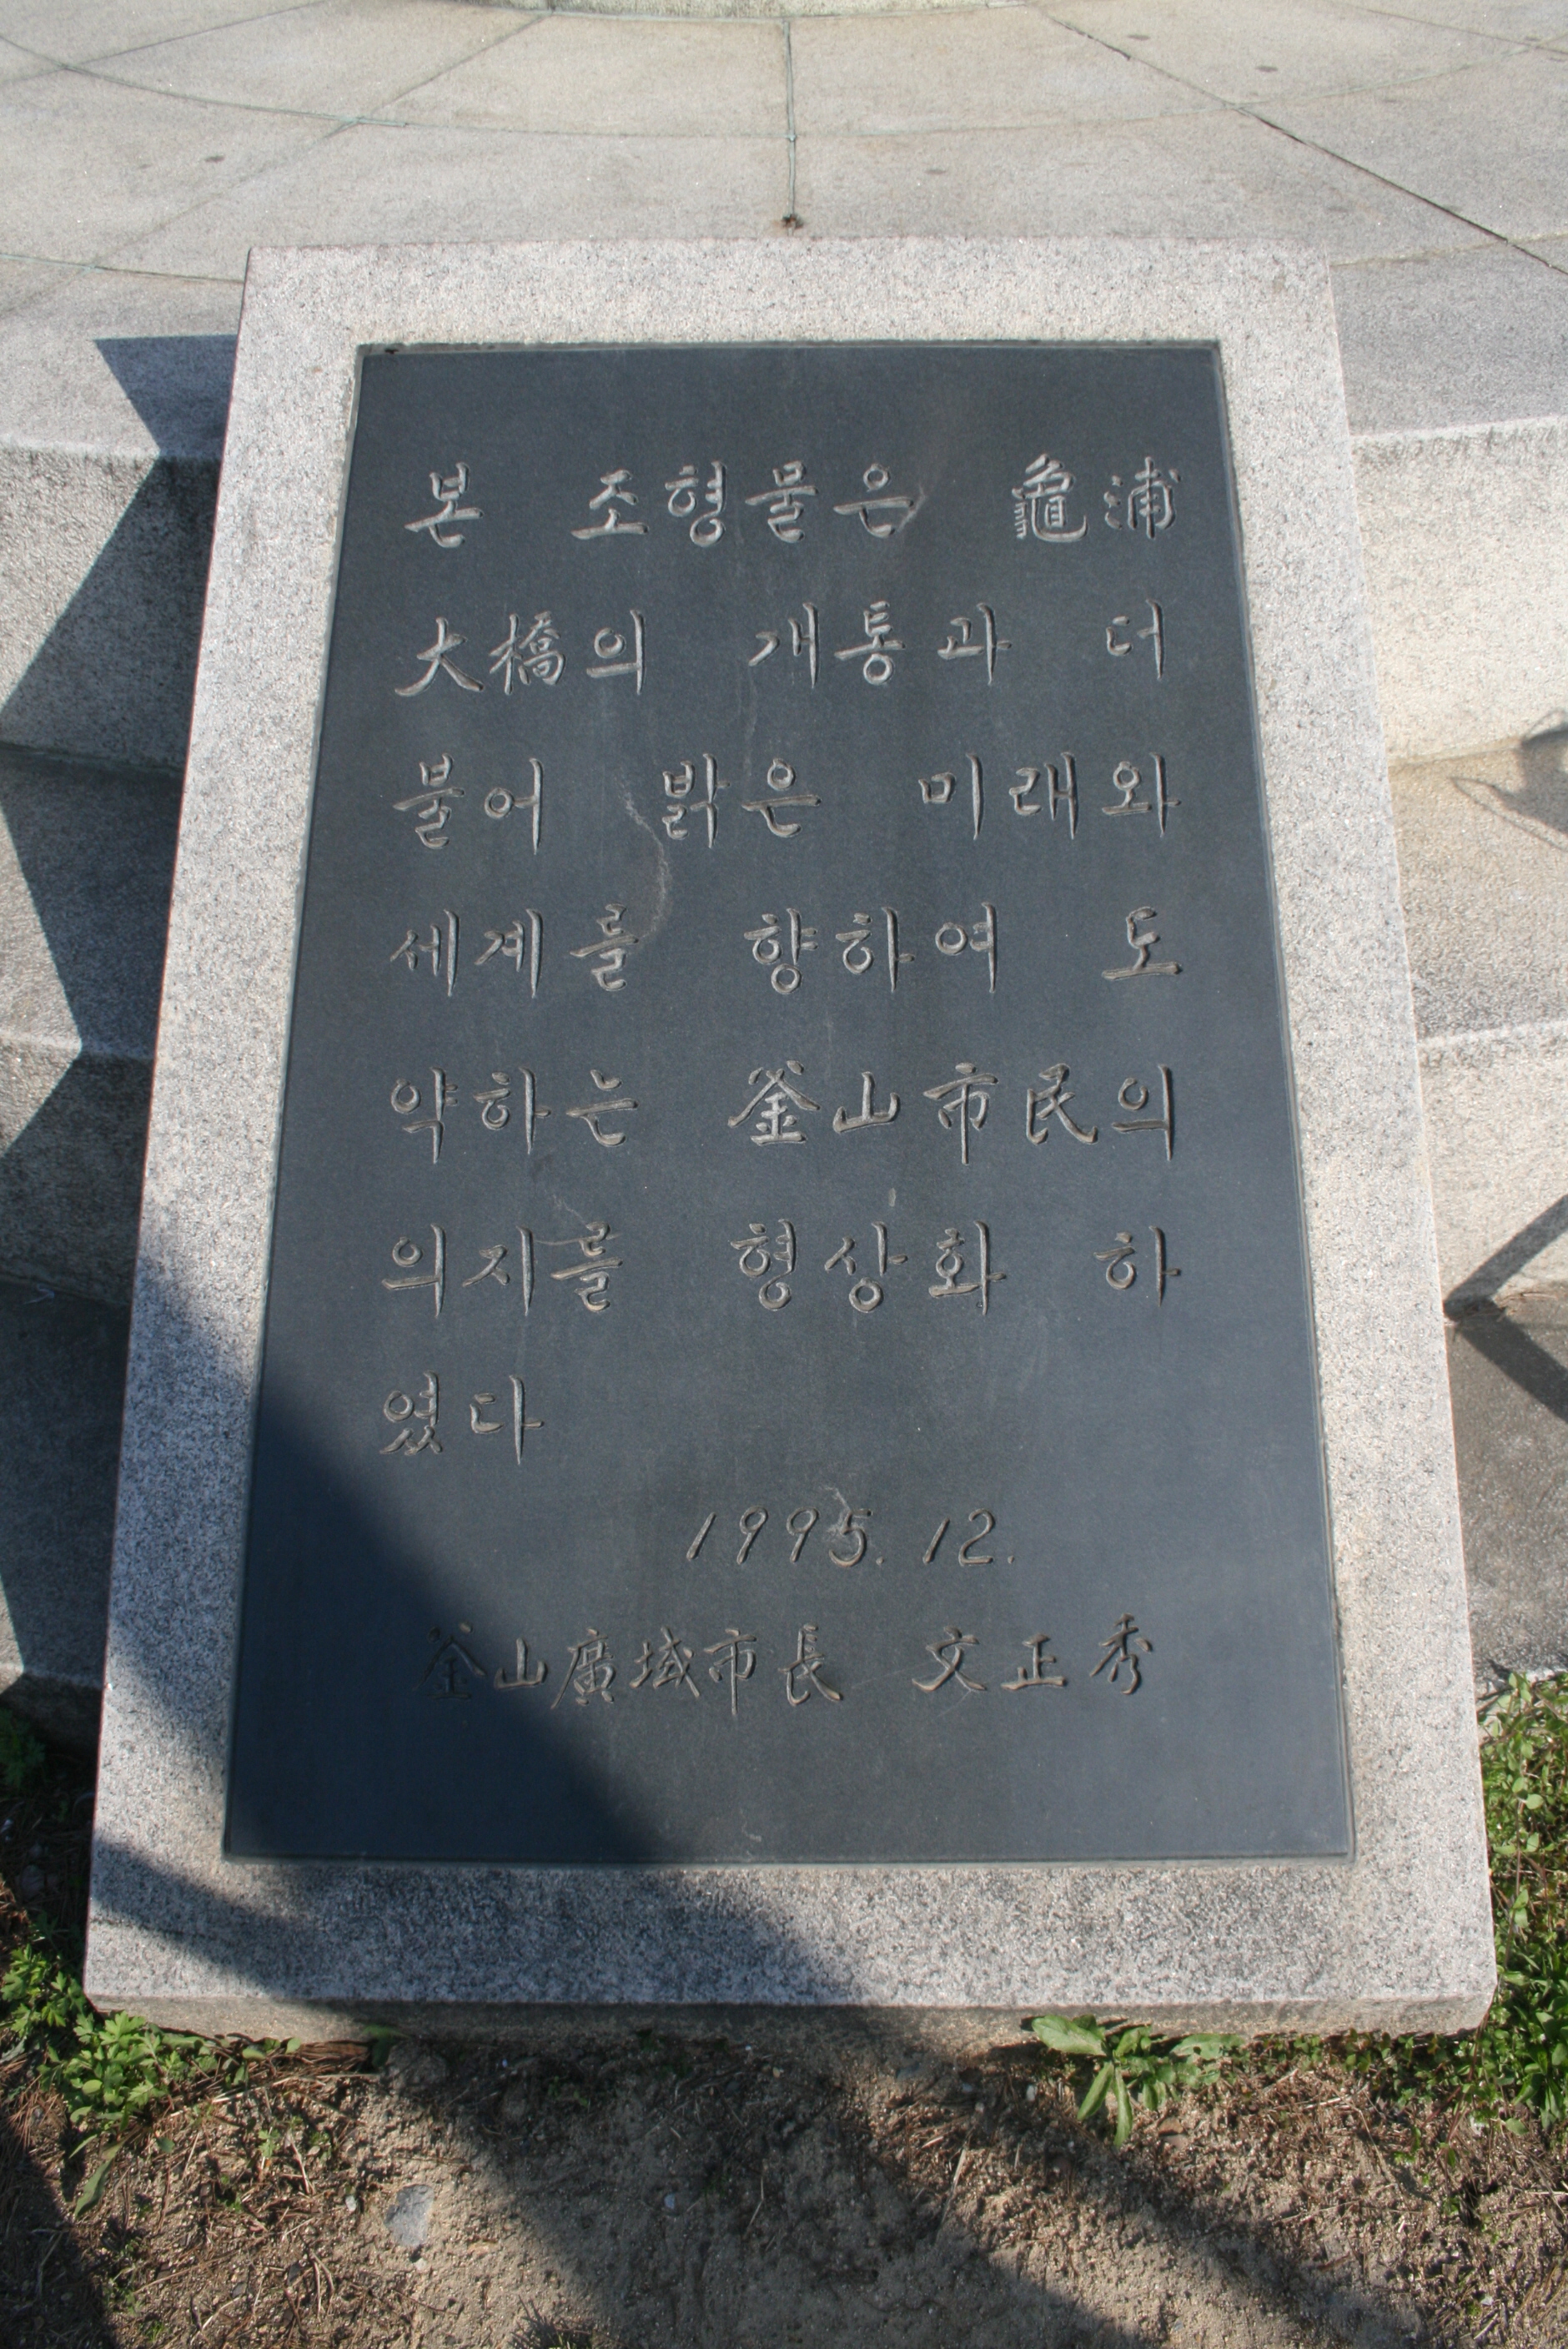 본 조형물은 龜浦
大橋의 개통과 더
불어 밝은 미래와
세계를 향하여 도
약하는 釜山市民의
의지를 형상화 하
였다
1995. 12.
釜山廣域市長 文正秀